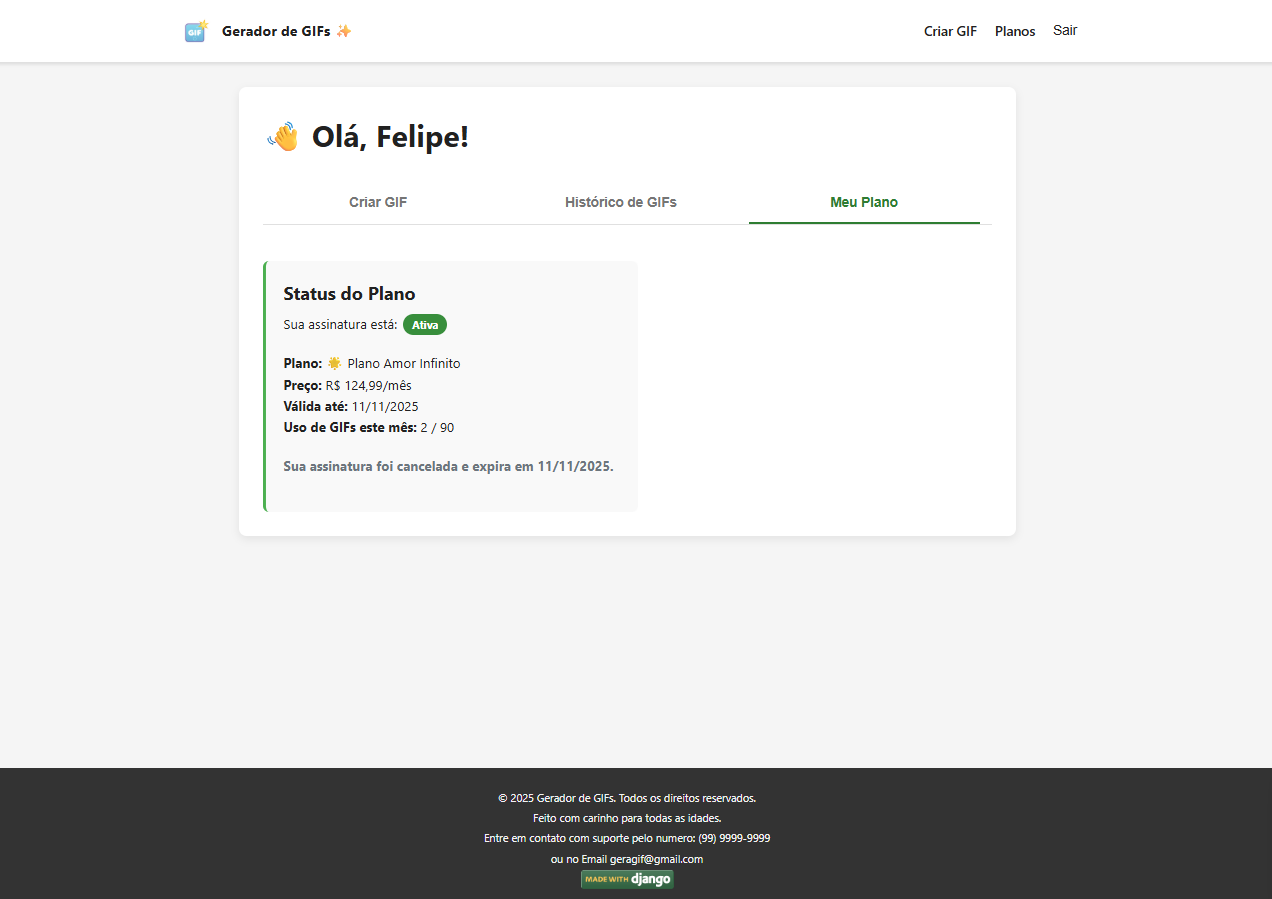 GIF
Gerador de GIFs ✨
Criar GIF Planos Sair
👋 Olá, Felipe!
Criar GIF Histórico de GIFs Meu Plano
Status do Plano
Sua assinatura está: Ativa
Plano: 🌟 Plano Amor Infinito
Preço: R$ 124,99/mês
Válida até: 11/11/2025
Uso de GIFs este mês: 2 / 90
Sua assinatura foi cancelada e expira em 11/11/2025.
© 2025 Gerador de GIFs. Todos os direitos reservados.
Feito com carinho para todas as idades.
Entre em contato com suporte pelo numero: (99) 9999-9999
ou no Email geragif@gmail.com
MADE WITH django